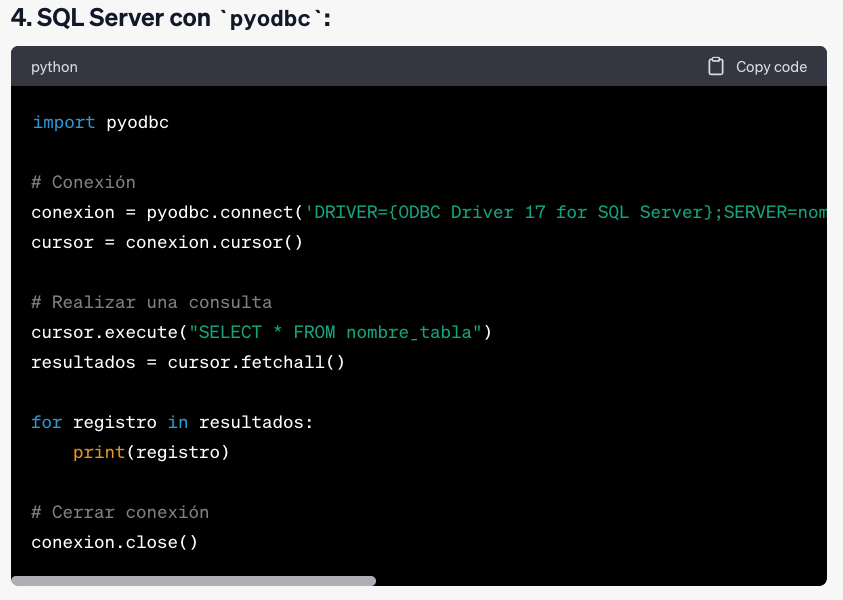 4. SQL Server con `pyodbc`:
python
Copy code
import pyodbc
# Conexión
conexion = pyodbc.connect('DRIVER={ODBC Driver 17 for SQL Server};SERVER=nom
cursor = conexion.cursor()
# Realizar una consulta
cursor.execute("SELECT * FROM nombre_tabla")
resultados = cursor.fetchall()
for registro in resultados:
    print(registro)
# Cerrar conexión
conexion.close()